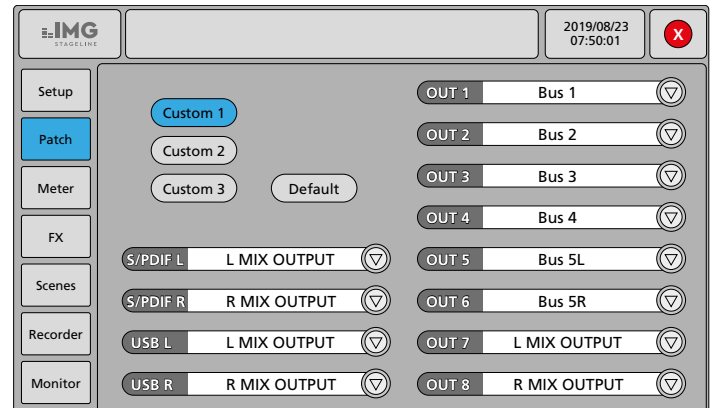 IMG
STAGELINE
2019/08/23
07:50:01
X
Setup
Patch
Meter
FX
Scenes
Recorder
Monitor
Custom 1
Custom 2
Custom 3 Default
S/PDIF L L MIX OUTPUT
S/PDIF R R MIX OUTPUT
USB L L MIX OUTPUT
USB R R MIX OUTPUT
OUT 1 Bus 1
OUT 2 Bus 2
OUT 3 Bus 3
OUT 4 Bus 4
OUT 5 Bus 5L
OUT 6 Bus 5R
OUT 7 L MIX OUTPUT
OUT 8 R MIX OUTPUT